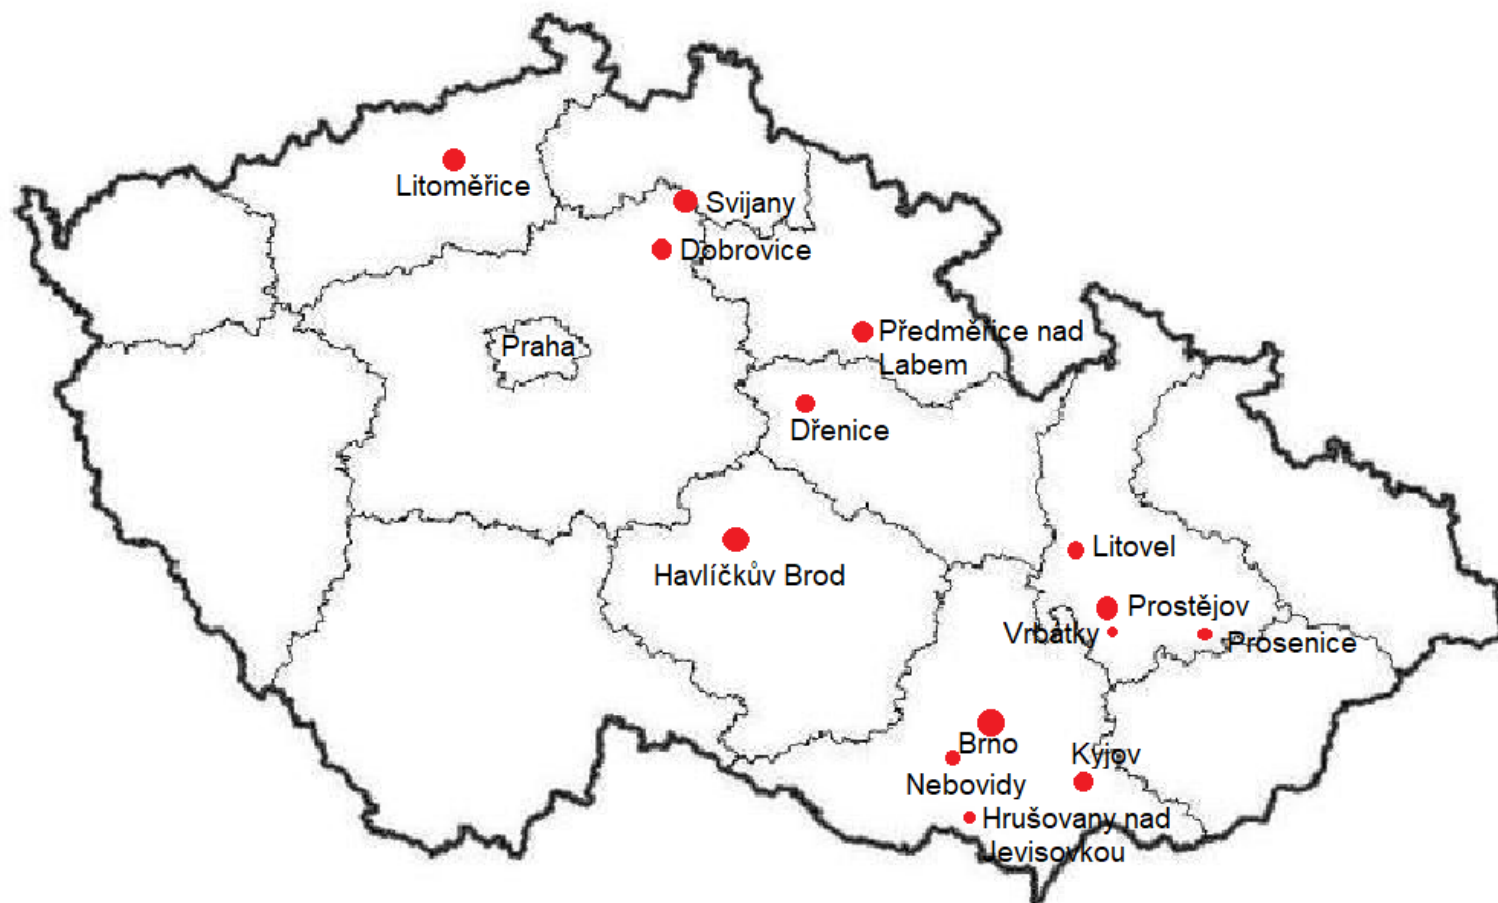 Litoměřice
Svijany
Dobrovice
Předměřice nad
Labem
Praha
Dřenice
Havlíčkův Brod
Litovel
Prostějov
Vrbátky
Prosenice
Brno
Kyjov
Nebovidy
Hrušovany nad
Jevisovkou